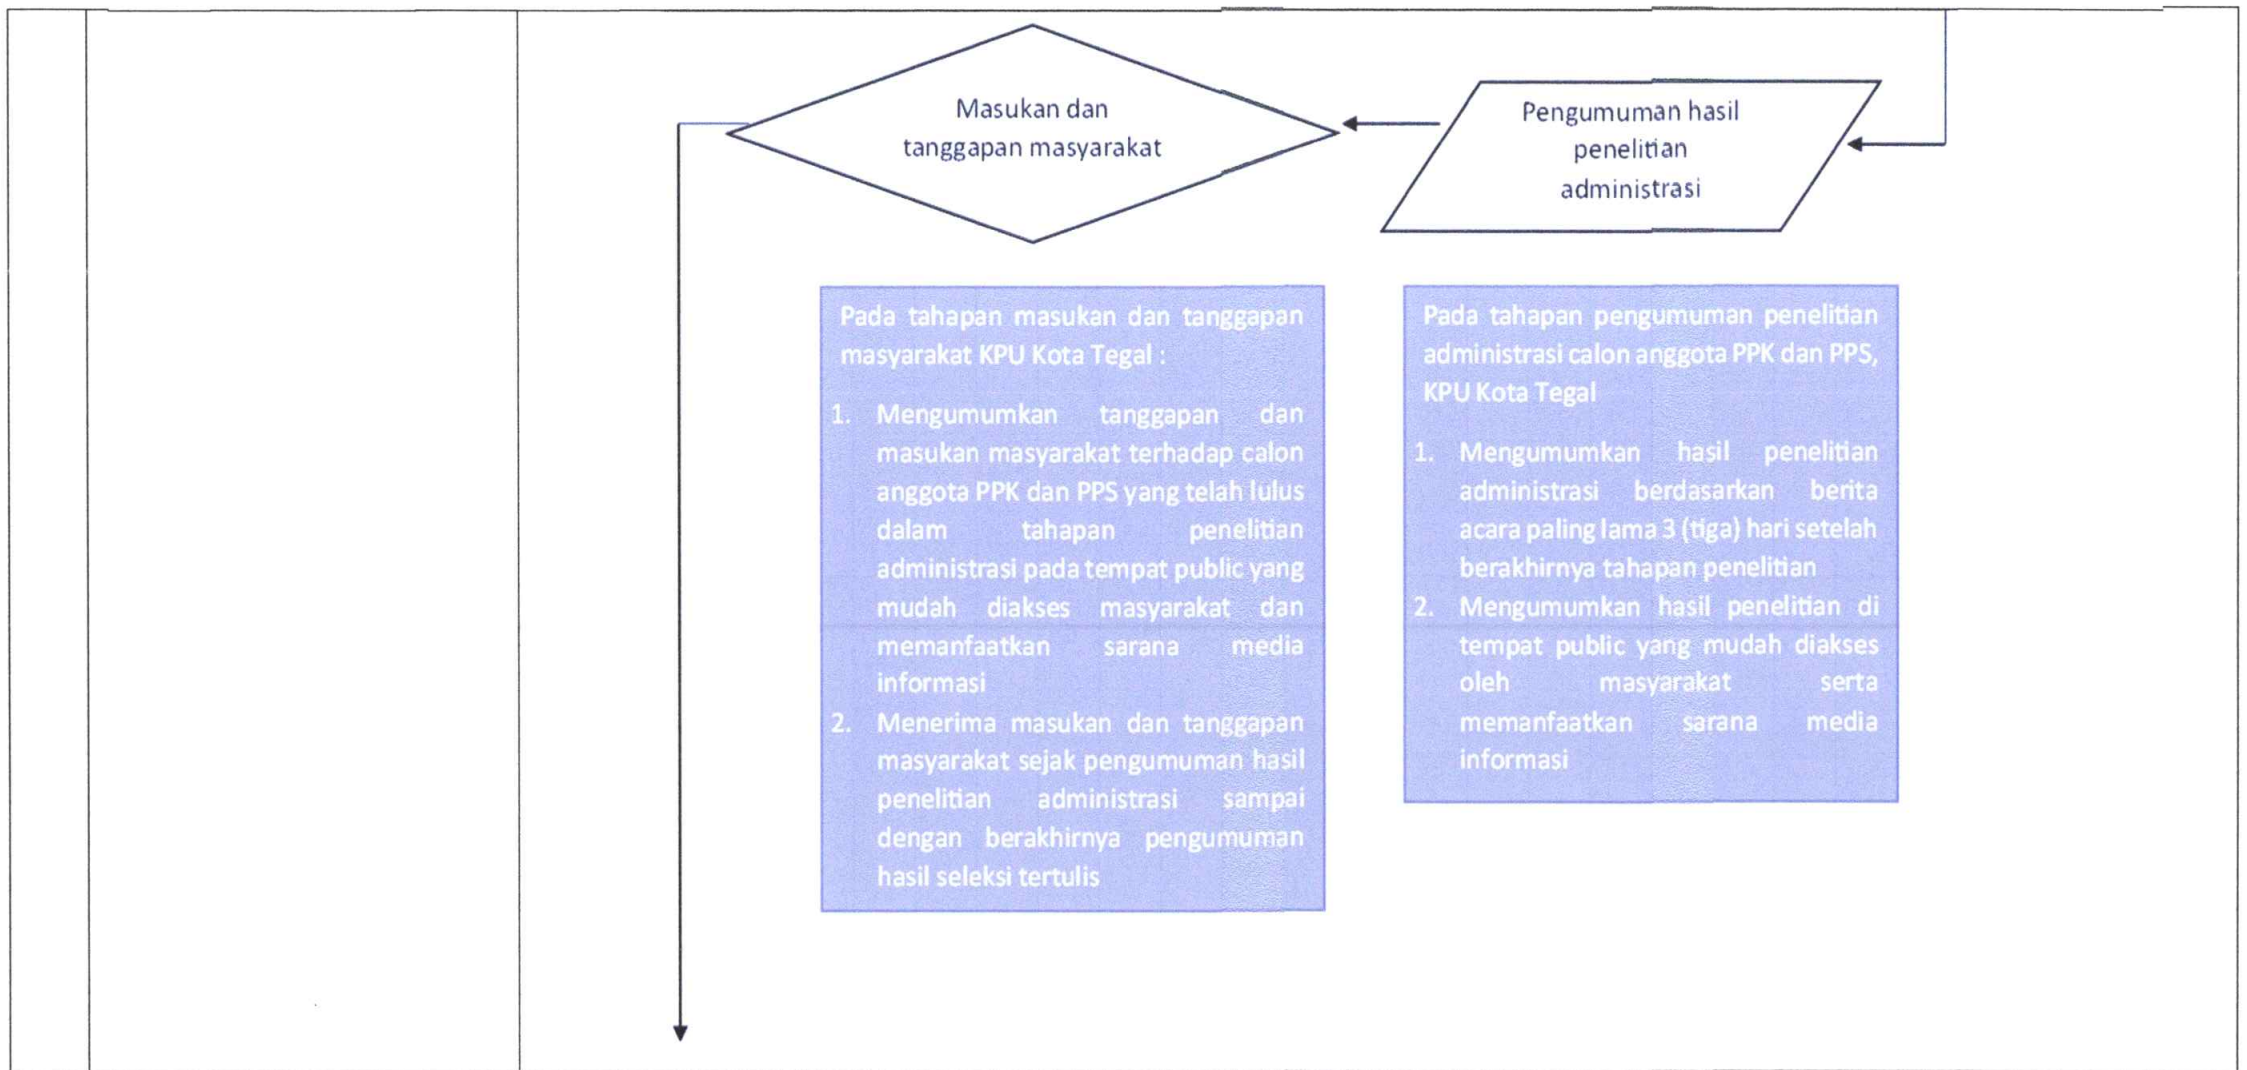 Masukan dan
tanggapan masyarakat
Pengumuman hasil
penelitian
administrasi
Pada tahapan masukan dan tanggapan
masyarakat KPU Kota Tegal :
1. Mengumumkan tanggapan dan
masukan masyarakat terhadap calon
anggota PPK dan PPS yang telah lulus
dalam tahapan penelitian
administrasi pada tempat public yang
mudah diakses masyarakat dan
memanfaatkan sarana media
informasi
2. Menerima masukan dan tanggapan
masyarakat sejak pengumuman hasil
penelitian administrasi sampai
dengan berakhirnya pengumuman
hasil seleksi tertulis
Pada tahapan pengumuman penelitian
administrasi calon anggota PPK dan PPS,
KPU Kota Tegal
1. Mengumumkan hasil penelitian
administrasi berdasarkan berita
acara paling lama 3 (tiga) hari setelah
berakhirnya tahapan penelitian
2. Mengumumkan hasil penelitian di
tempat public yang mudah diakses
oleh masyarakat serta
memanfaatkan sarana media
informasi